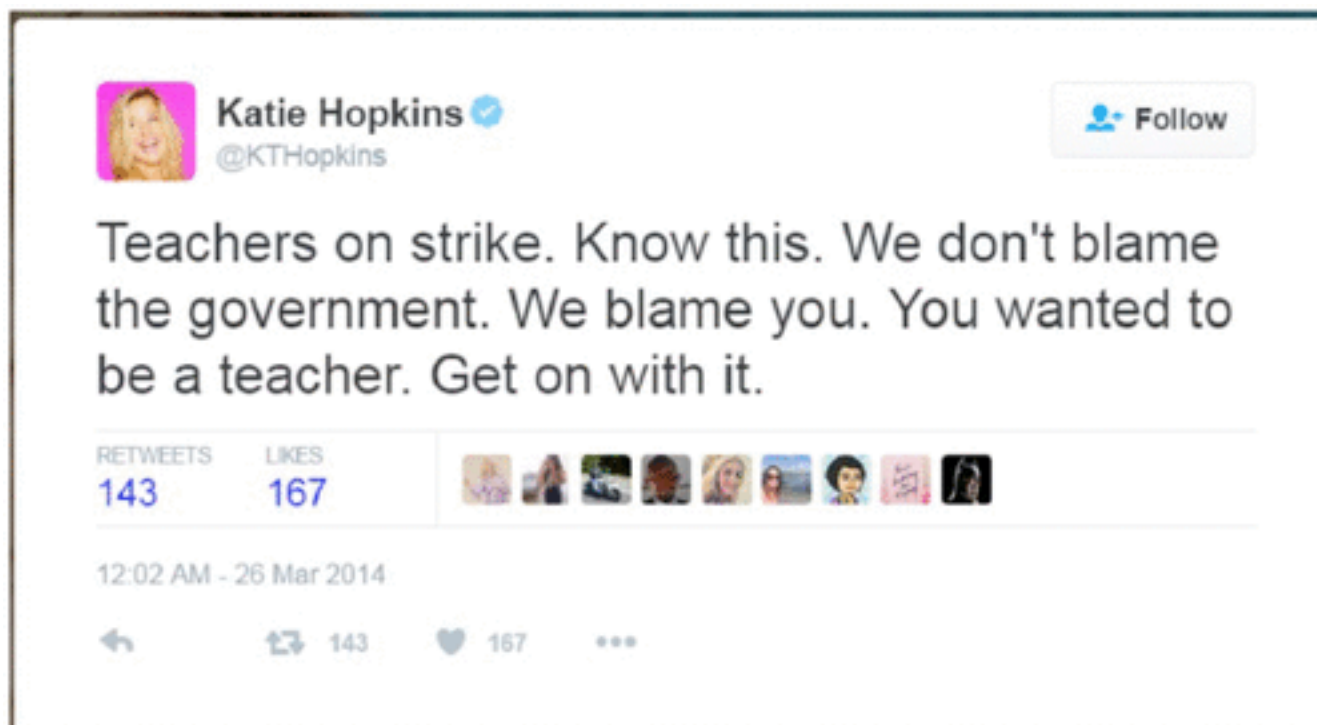 Katie Hopkins
@KTHopkins
Follow
Teachers on strike. Know this. We don't blame
the government. We blame you. You wanted to
be a teacher. Get on with it.
RETWEETS LIKES
143 167
12:02 AM - 26 Mar 2014
143 167